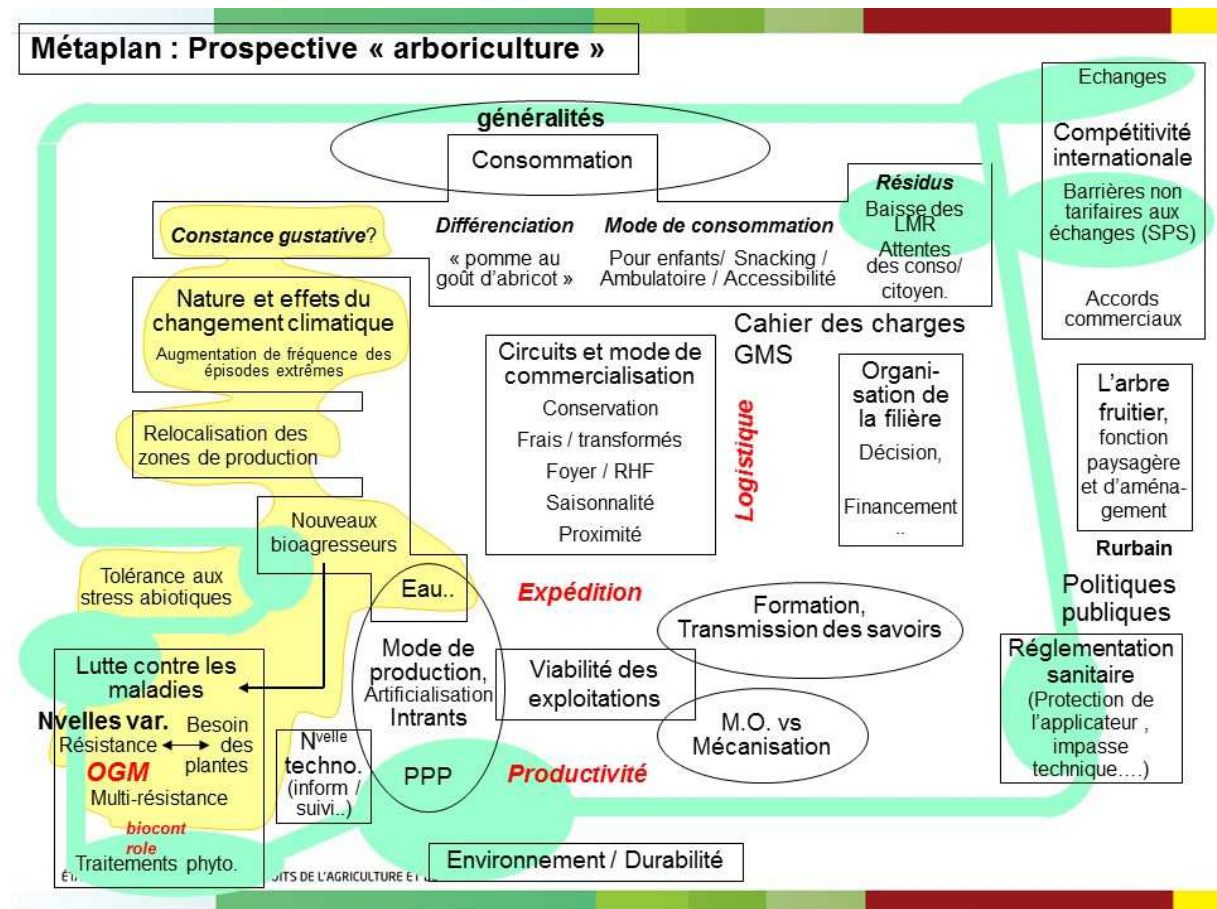 Métaplan : Prospective « arboriculture »
Echanges
Compétitivité
internationale
Barrières non
tarifaires aux
échanges (SPS)
Accords
commerciaux
généralités
Consommation
Constance gustative?
Différenciation
« pomme au
goût d'abricot »
Mode de consommation
Pour enfants/ Snacking /
Ambulatoire / Accessibilité
Résidus
Baisse des
LMR
Attentes
des conso/
citoyen.
Nature et effets du
changement climatique
Augmentation de fréquence des
épisodes extrêmes
Relocalisation des
zones de production
Nouveaux
bioagresseurs
Circuits et mode de
commercialisation
Conservation
Frais / transformés
Foyer / RHF
Saisonnalité
Proximité
Cahier des charges
GMS
Logistique
Organi-
sation de
la filière
Décision,
Financement
..
L'arbre
fruitier,
fonction
paysagère
et d'aména-
gement
Rurbain
Politiques
publiques
Réglementation
sanitaire
(Protection de
l'applicateur ,
impasse
technique….)
Tolérance aux
stress abiotiques
Eau..
Expédition
Formation,
Transmission des savoirs
Mode de
production,
Artificialisation
Intrants
PPP
Viabilité des
exploitations
M.O. vs
Mécanisation
Productivité
Lutte contre les
maladies
Nvelles var.
Résistance
Besoin
des
plantes
OGM
Multi-résistance
biocont
role
Traitements phyto.
Nvelle
techno.
(inform /
suivi..)
Environnement / Durabilité
ÉTA
ITS DE L'AGRICULTURE ET